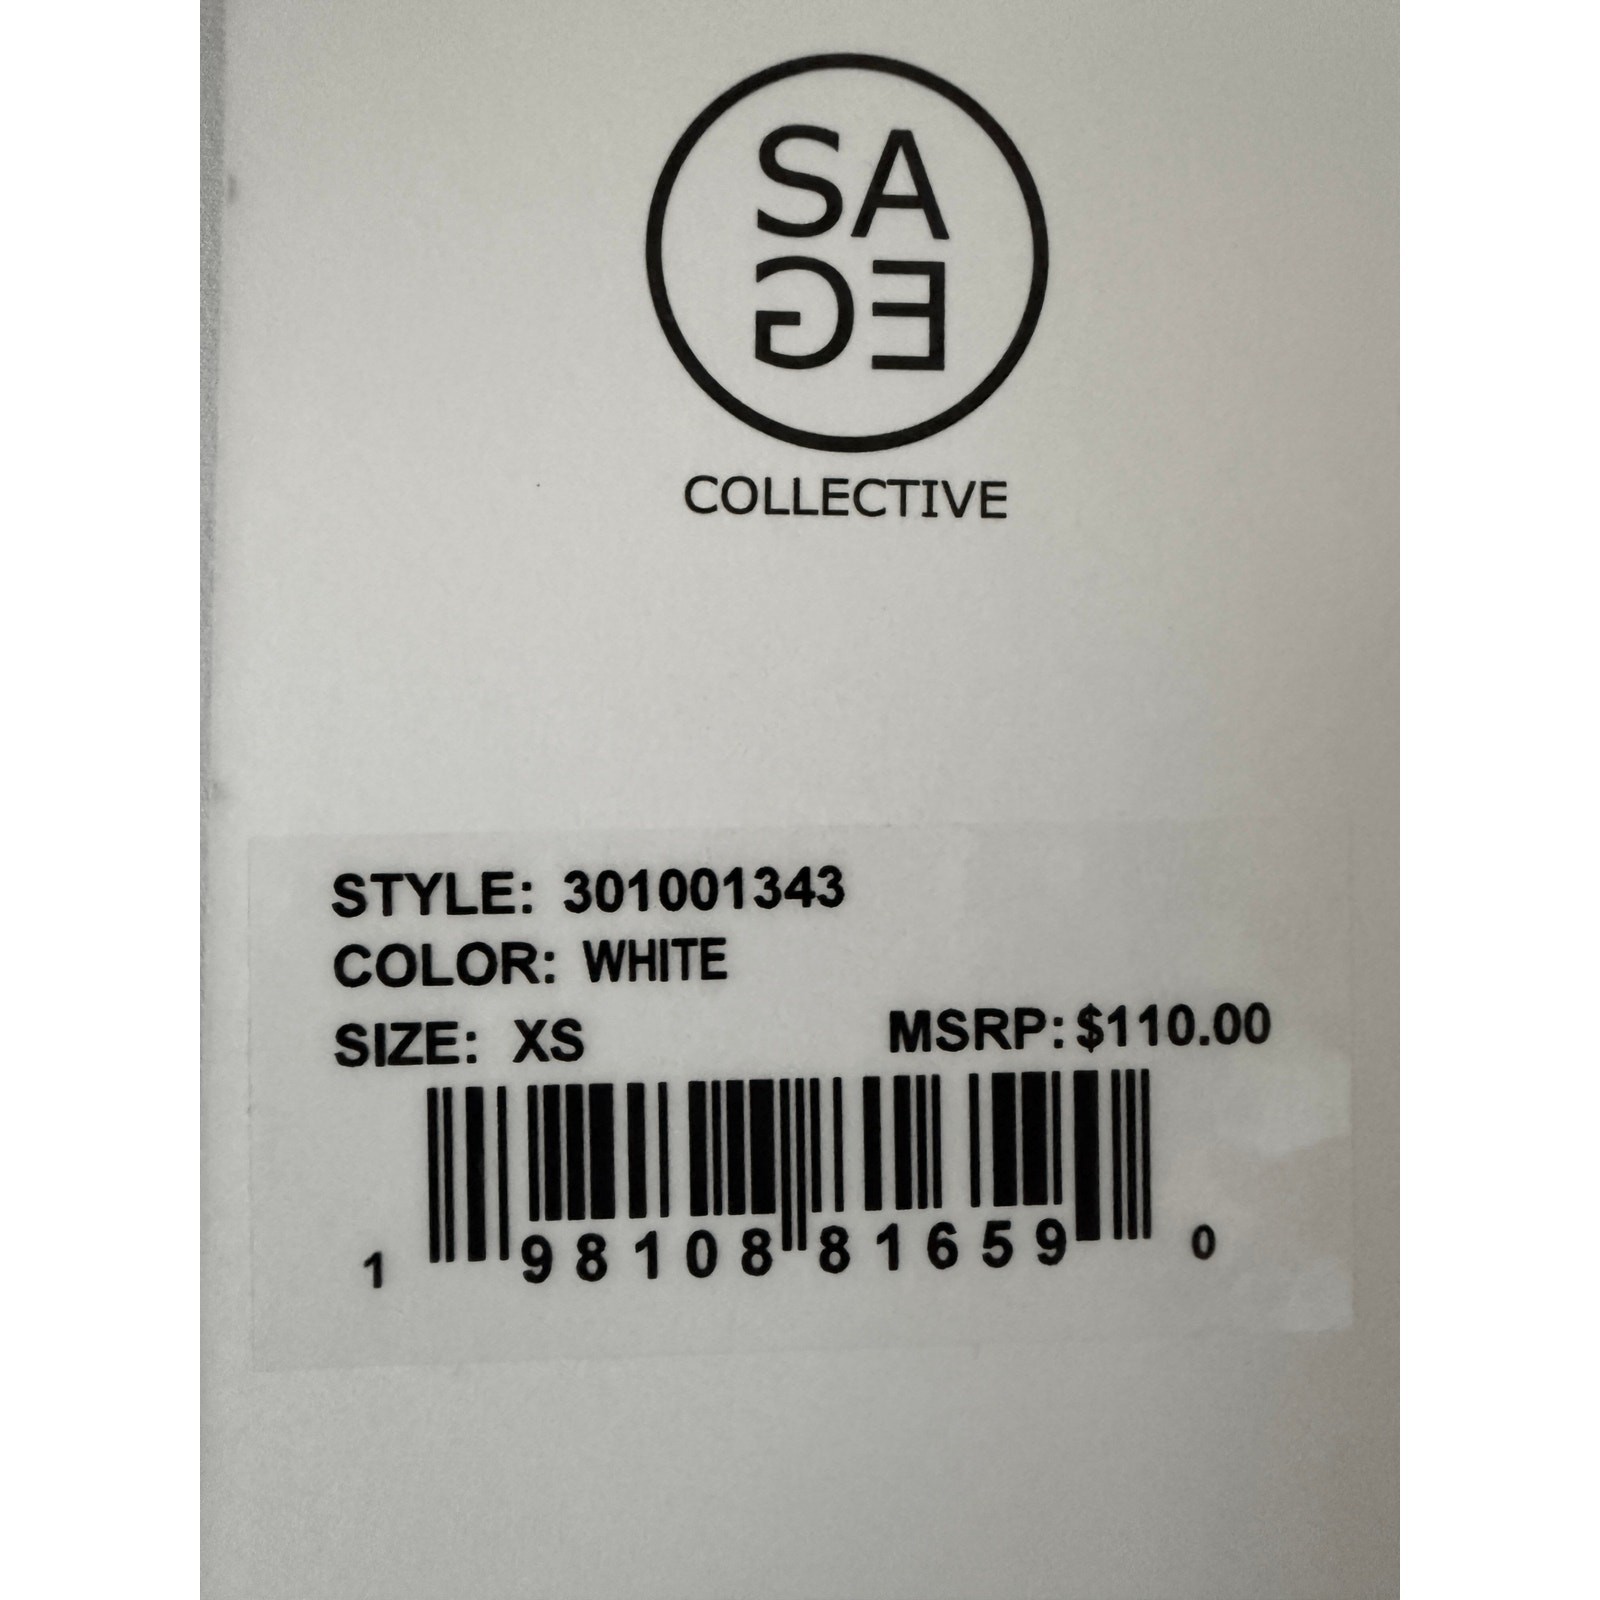 SA
GE
COLLECTIVE
STYLE: 301001343
COLOR: WHITE
SIZE: XS MSRP: $110.00
1 98108 81659 0